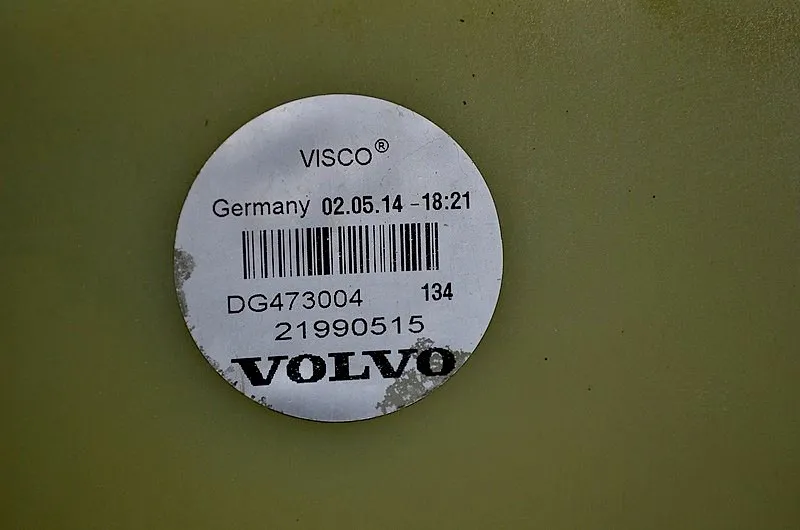 VISCO®
Germany 02.05.14 -18:21
DG473004 134
21990515
VOLVO